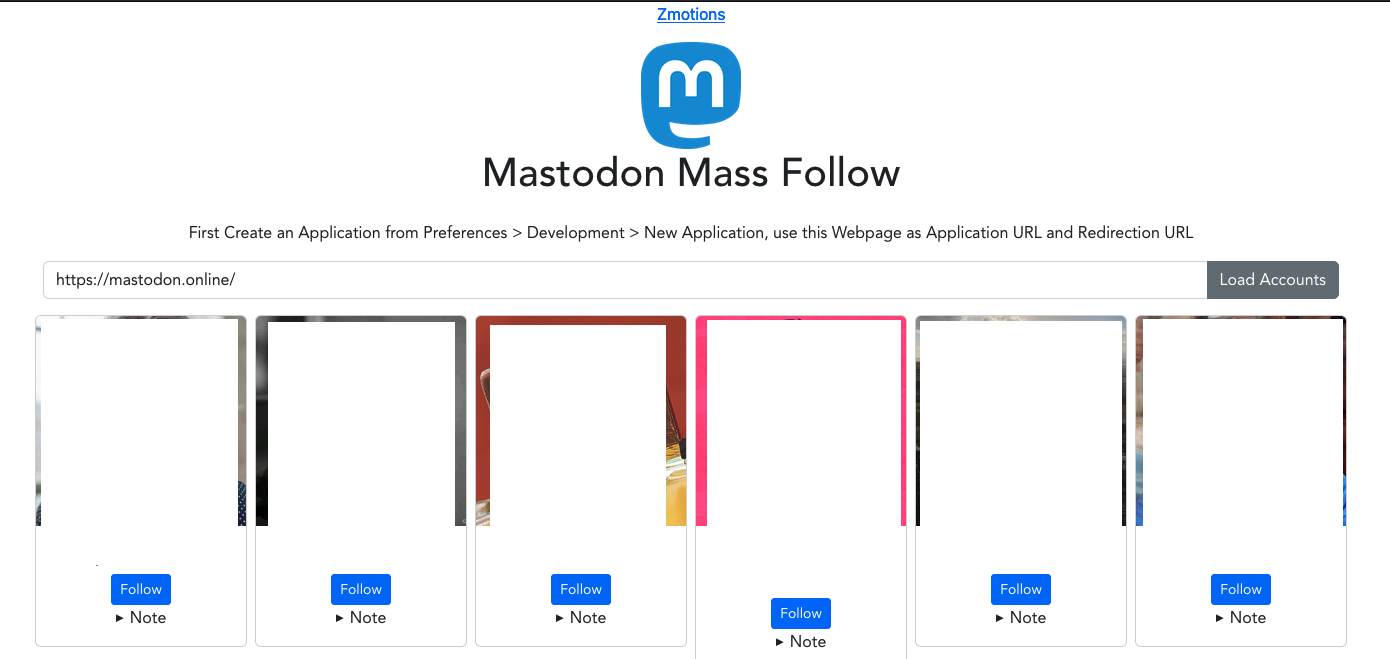 Zmotions
Mastodon Mass Follow
First Create an Application from Preferences > Development > New Application, use this Webpage as Application URL and Redirection URL
https://mastodon.online/ Load Accounts
Follow Follow Follow Follow Follow
▸ Note ▸ Note ▸ Note ▸ Note ▸ Note
Follow
▸ Note